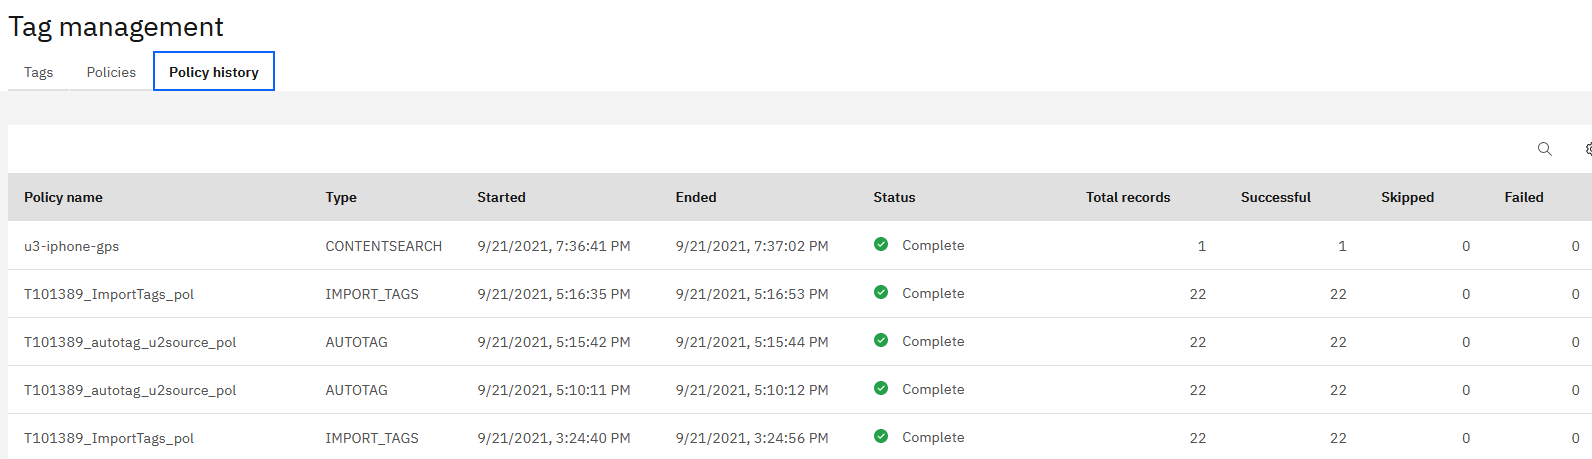 Tag management
Tags Policies Policy history
Policy name Type Started Ended Status Total records Successful Skipped Failed
u3-iphone-gps CONTENTSEARCH 9/21/2021, 7:36:41 PM 9/21/2021, 7:37:02 PM Complete 1 1 0 0
T101389_ImportTags_pol IMPORT_TAGS 9/21/2021, 5:16:35 PM 9/21/2021, 5:16:53 PM Complete 22 22 0 0
T101389_autotag_u2source_pol AUTOTAG 9/21/2021, 5:15:42 PM 9/21/2021, 5:15:44 PM Complete 22 22 0 0
T101389_autotag_u2source_pol AUTOTAG 9/21/2021, 5:10:11 PM 9/21/2021, 5:10:12 PM Complete 22 22 0 0
T101389_ImportTags_pol IMPORT_TAGS 9/21/2021, 3:24:40 PM 9/21/2021, 3:24:56 PM Complete 22 22 0 0